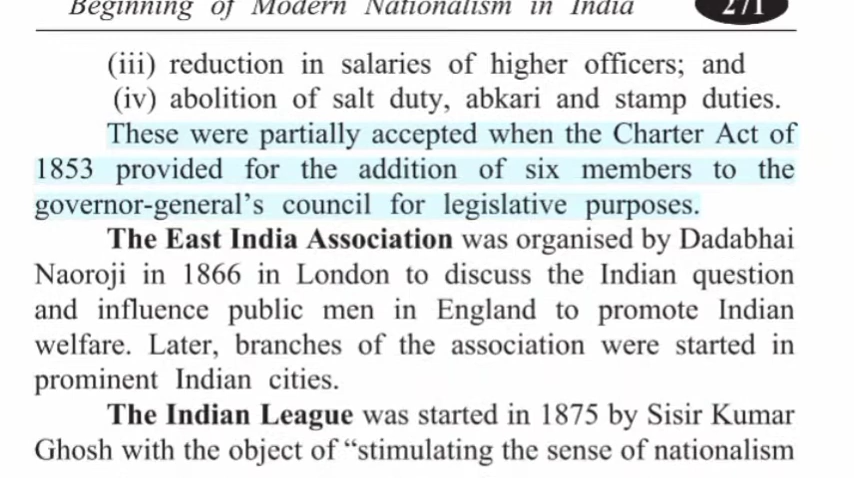 Beginning of Modern Nationalism in India 271
(iii) reduction in salaries of higher officers; and
(iv) abolition of salt duty, abkari and stamp duties.
These were partially accepted when the Charter Act of
1853 provided for the addition of six members to the
governor-general’s council for legislative purposes.
The East India Association was organised by Dadabhai
Naoroji in 1866 in London to discuss the Indian question
and influence public men in England to promote Indian
welfare. Later, branches of the association were started in
prominent Indian cities.
The Indian League was started in 1875 by Sisir Kumar
Ghosh with the object of “stimulating the sense of nationalism